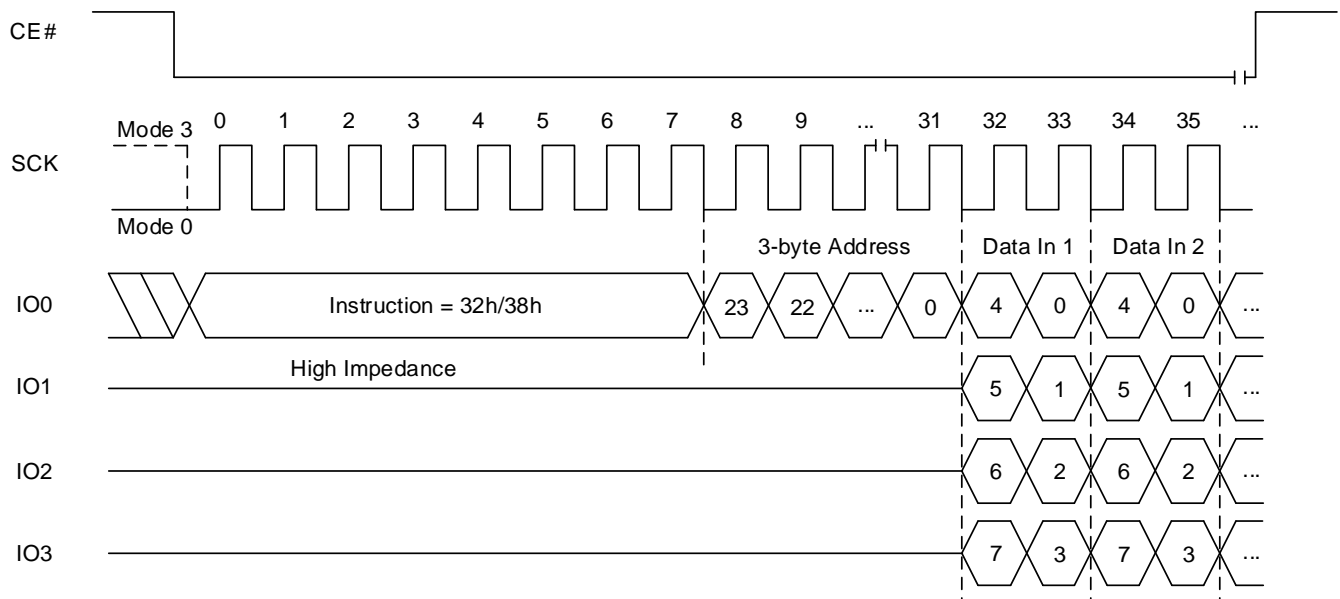 CE#
Mode 3 0 1 2 3 4 5 6 7 8 9 ... 31 32 33 34 35 ...
SCK
Mode 0
3-byte Address Data In 1 Data In 2
IO0 Instruction = 32h/38h 23 22 ... 0 4 0 4 0 ...
High Impedance
IO1 5 1 5 1 ...
IO2 6 2 6 2 ...
IO3 7 3 7 3 ...